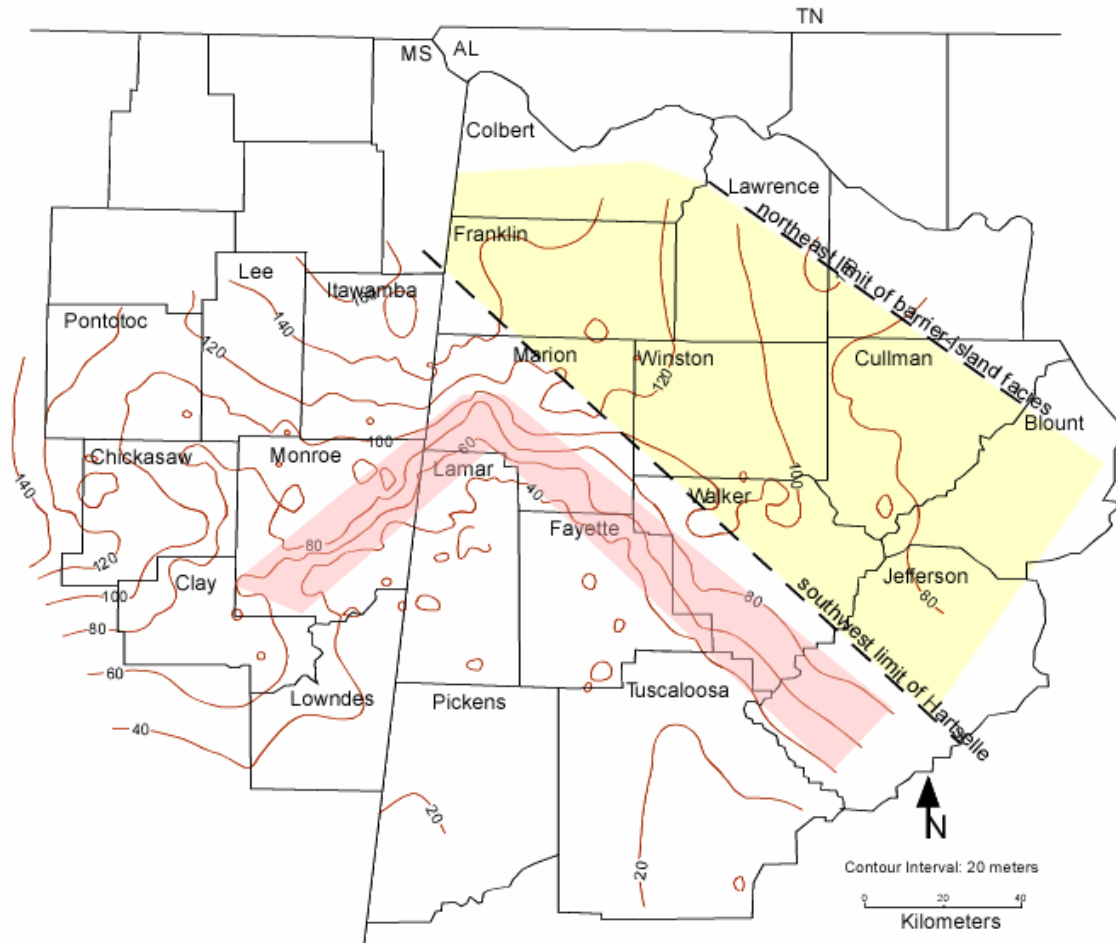 TN
MS
AL
Colbert
Lawrence
northeast limit of barrier-Island facies
Franklin
Lee
Itawamba
140
Pontotoc
120
Marion
Winston
120
Cullman
Blount
100
Chickasaw
Monroe
60
100
140
Lamar
40
Walker
Fayette
80
120
Clay
Jefferson
100
80
80
80
southwest limit of Hartselle
60
Lowndes
Pickens
Tuscaloosa
40
20
20
N
Contour Interval: 20 meters
0 20 40
Kilometers